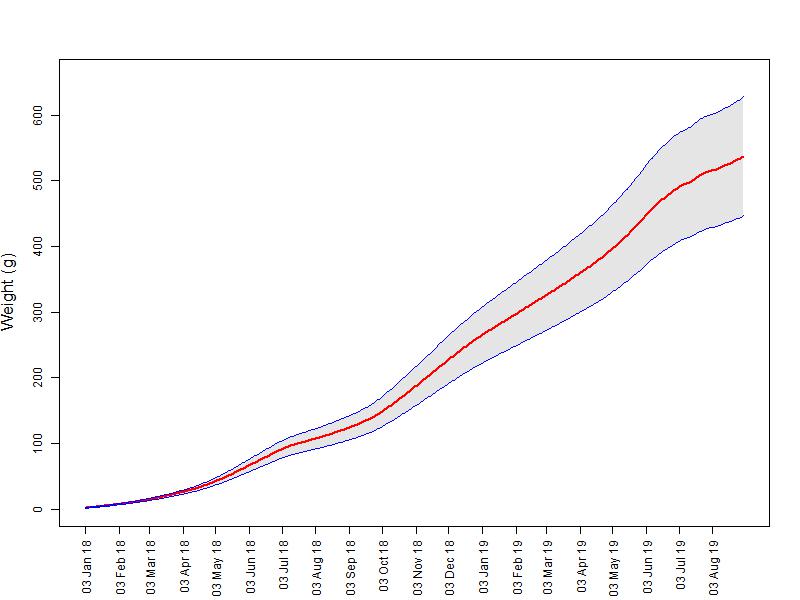 Weight (g)
600
500
400
300
200
100
0
03 Jan 18
03 Feb 18
03 Mar 18
03 Apr 18
03 May 18
03 Jun 18
03 Jul 18
03 Aug 18
03 Sep 18
03 Oct 18
03 Nov 18
03 Dec 18
03 Jan 19
03 Feb 19
03 Mar 19
03 Apr 19
03 May 19
03 Jun 19
03 Jul 19
03 Aug 19